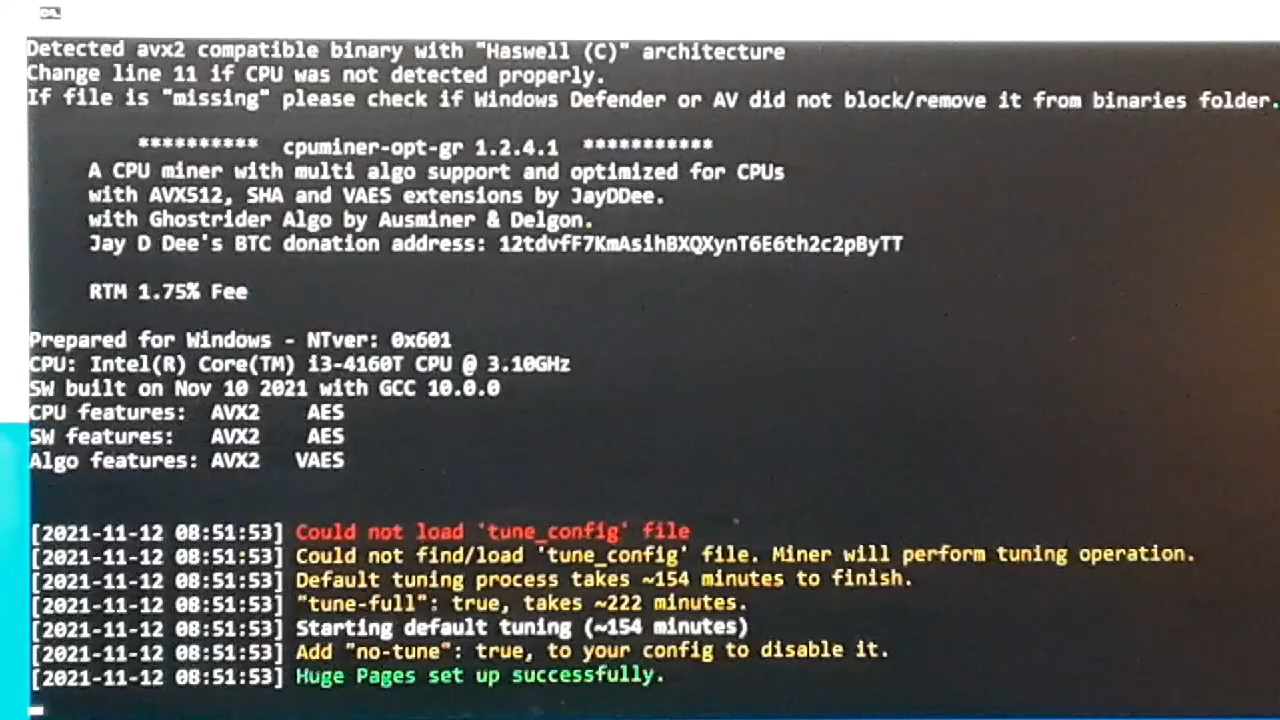 Detected avx2 compatible binary with "Haswell (C)" architecture
Change line 11 if CPU was not detected properly.
If file is "missing" please check if Windows Defender or AV did not block/remove it from binaries folder.
********** cpuminer-opt-gr 1.2.4.1 ***********
A CPU miner with multi algo support and optimized for CPUs
with AVX512, SHA and VAES extensions by JayDDee.
with Ghostrider Algo by Ausminer & Delgon.
Jay D Dee's BTC donation address: 12tdvfF7KmAsihBXQXynT6E6th2c2pByTT
RTM 1.75% Fee
Prepared for Windows - NTver: 0x601
CPU: Intel(R) Core(TM) i3-4160T CPU @ 3.10GHz
SW built on Nov 10 2021 with GCC 10.0.0
CPU features: AVX2 AES
SW features: AVX2 AES
Algo features: AVX2 VAES
[2021-11-12 08:51:53] Could not load 'tune_config' file
[2021-11-12 08:51:53] Could not find/load 'tune_config' file. Miner will perform tuning operation.
[2021-11-12 08:51:53] Default tuning process takes ~154 minutes to finish.
[2021-11-12 08:51:53] "tune-full": true, takes ~222 minutes.
[2021-11-12 08:51:53] Starting default tuning (~154 minutes)
[2021-11-12 08:51:53] Add "no-tune": true, to your config to disable it.
[2021-11-12 08:51:53] Huge Pages set up successfully.